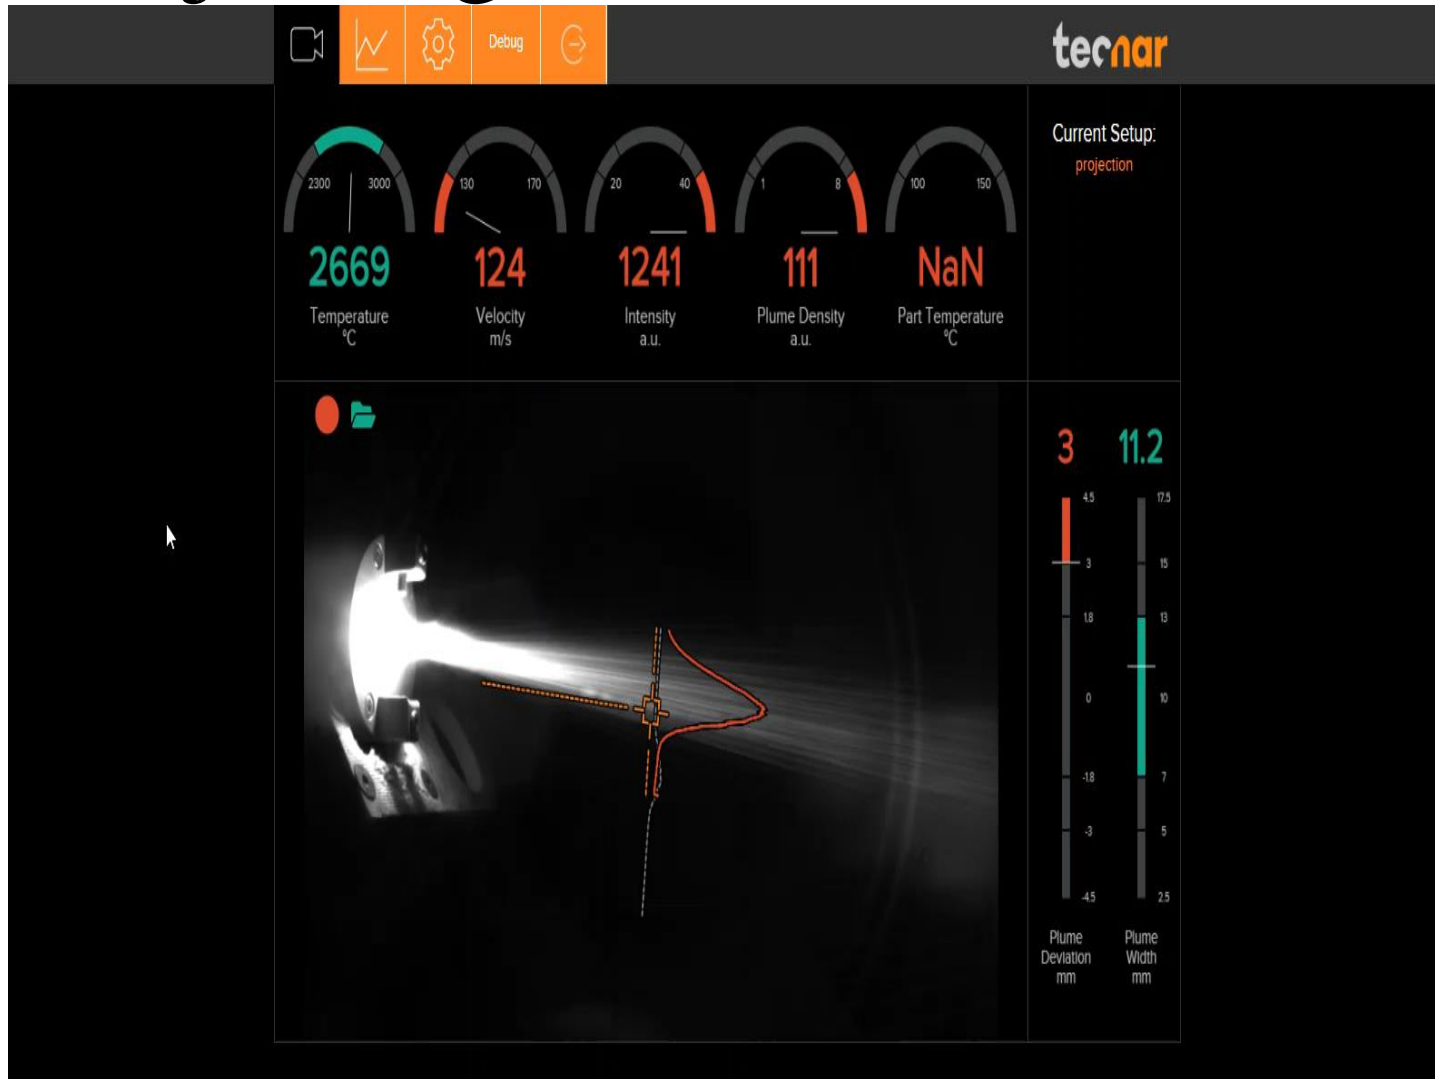 Debug
tecnar
Current Setup:
projection
2300 3000
130 170
20 40
1 8
100 150
2669
124
1241
111
NaN
Temperature
°C
Velocity
m/s
Intensity
a.u.
Plume Density
a.u.
Part Temperature
°C
3
11.2
4.5
3
1.8
0
-1.8
-3
-4.5
17.5
15
13
10
7
5
2.5
Plume
Deviation
mm
Plume
Width
mm